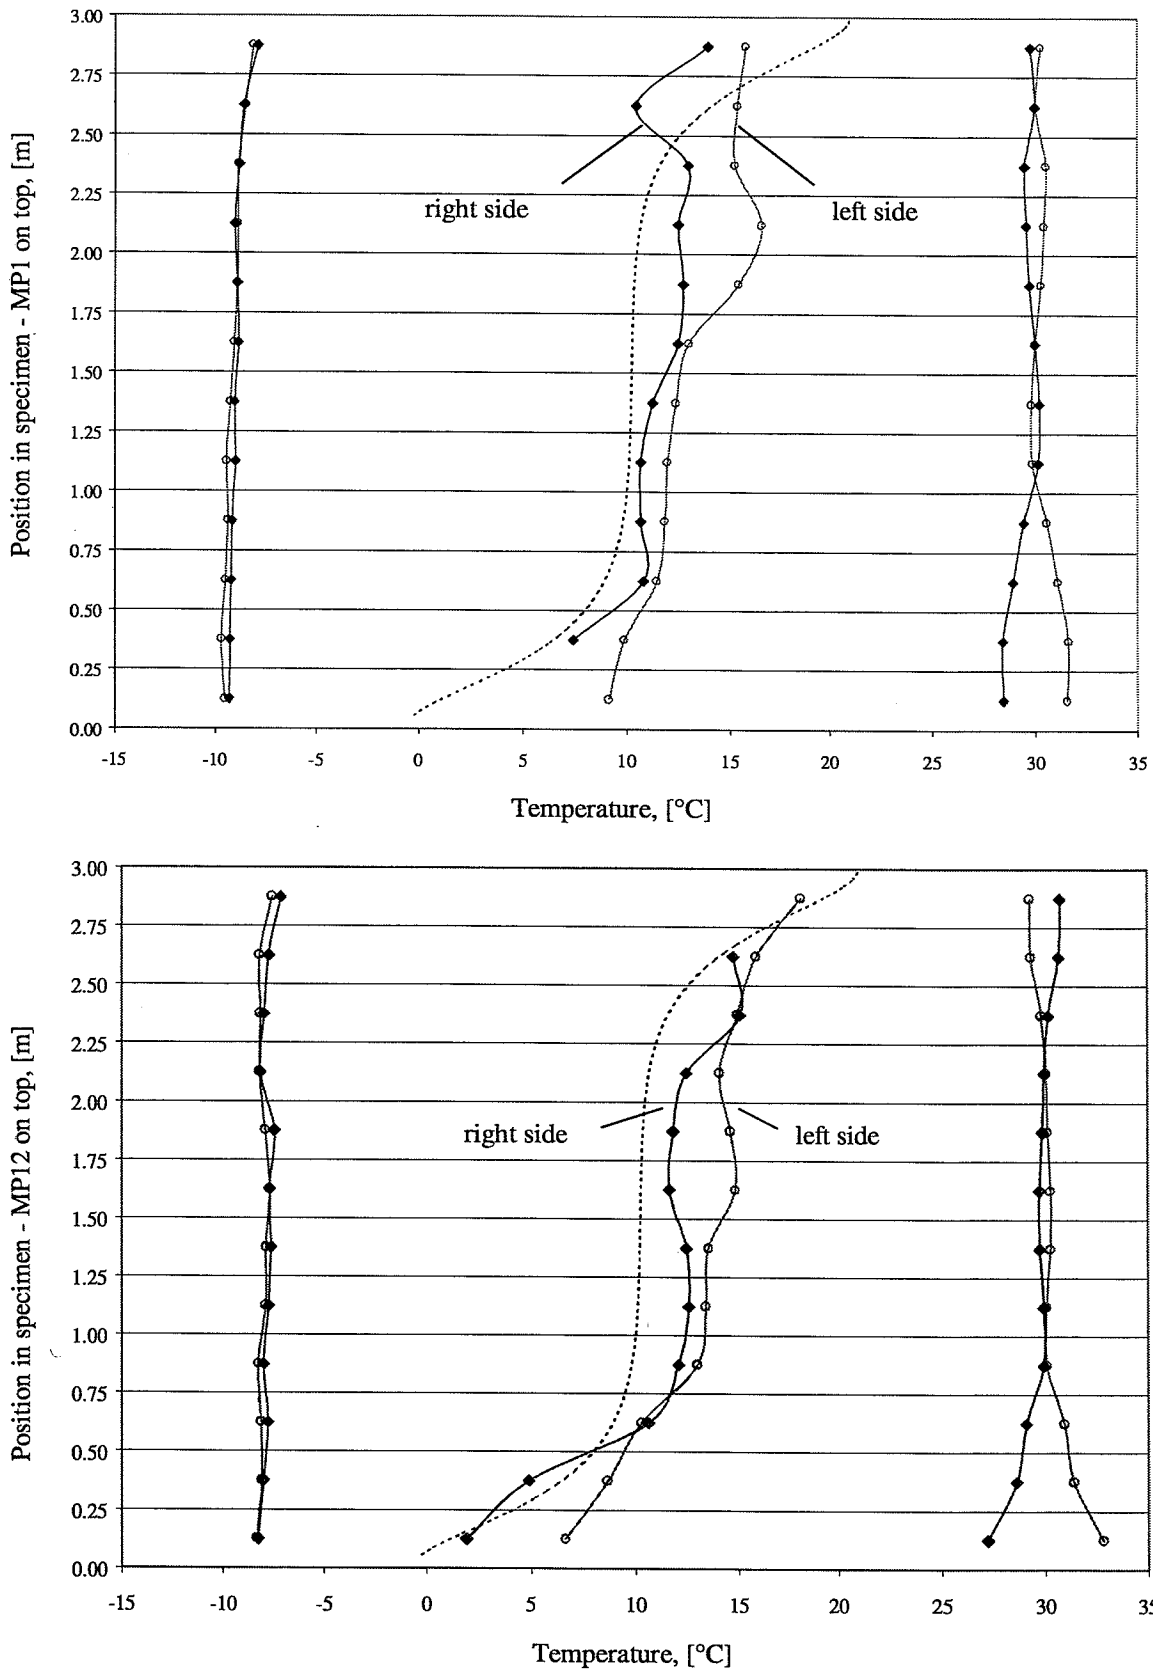 3.00
2.75
2.50
2.25
2.00
1.75
1.50
1.25
1.00
0.75
0.50
0.25
0.00
Position in specimen - MP1 on top, [m]
right side
left side
-15 -10 -5 0 5 10 15 20 25 30 35
Temperature, [°C]
3.00
2.75
2.50
2.25
2.00
1.75
1.50
1.25
1.00
0.75
0.50
0.25
0.00
Position in specimen - MP12 on top, [m]
right side
left side
-15 -10 -5 0 5 10 15 20 25 30 35
Temperature, [°C]